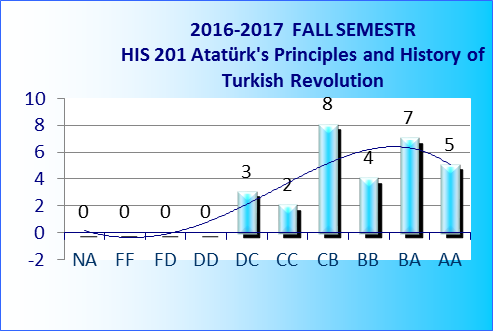 2016-2017 FALL SEMESTR
HIS 201 Atatürk's Principles and History of
Turkish Revolution
10
8
6
4
2
0
-2
0 0 0 0 3 2 8 4 7 5
NA FF FD DD DC CC CB BB BA AA